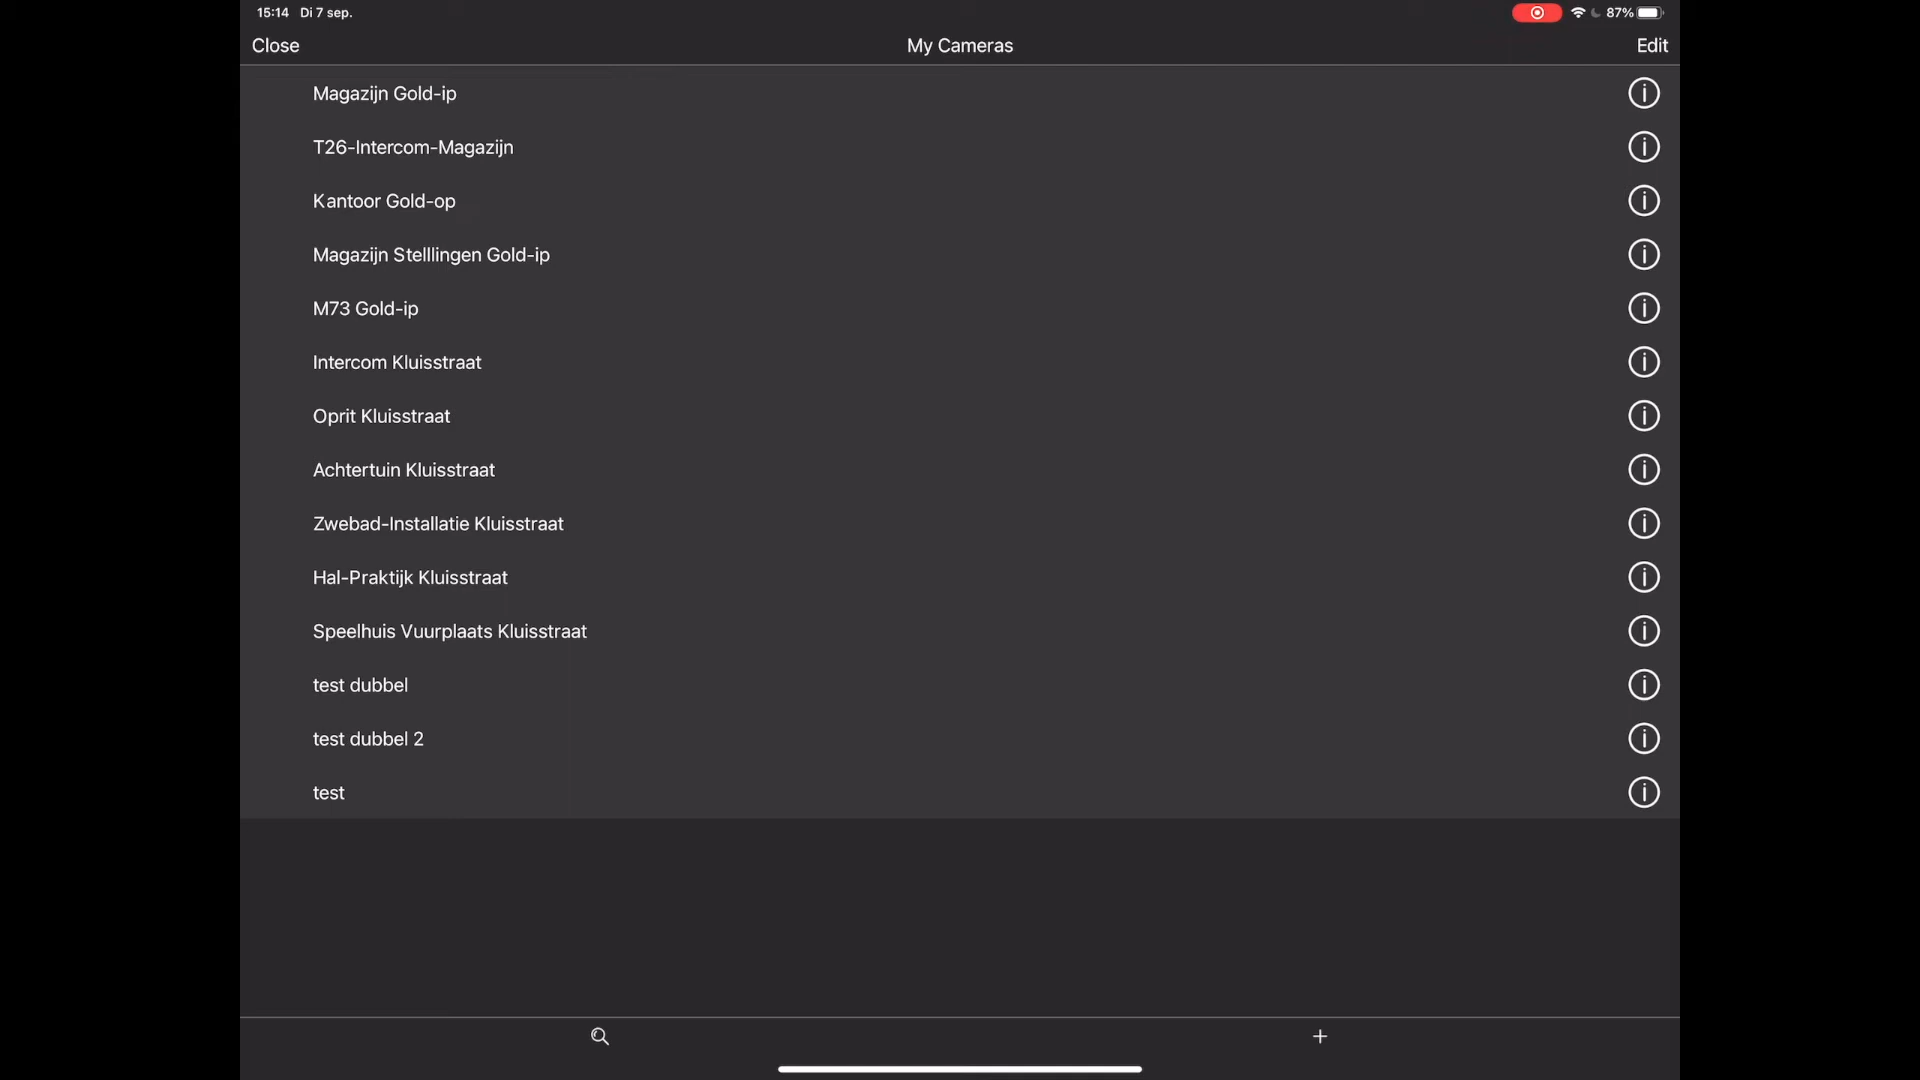 15:14 Di 7 sep. 87%
Close My Cameras Edit
Magazijn Gold-ip
T26-Intercom-Magazijn
Kantoor Gold-op
Magazijn Stelllingen Gold-ip
M73 Gold-ip
Intercom Kluisstraat
Oprit Kluisstraat
Achtertuin Kluisstraat
Zwebad-Installatie Kluisstraat
Hal-Praktijk Kluisstraat
Speelhuis Vuurplaats Kluisstraat
test dubbel
test dubbel 2
test